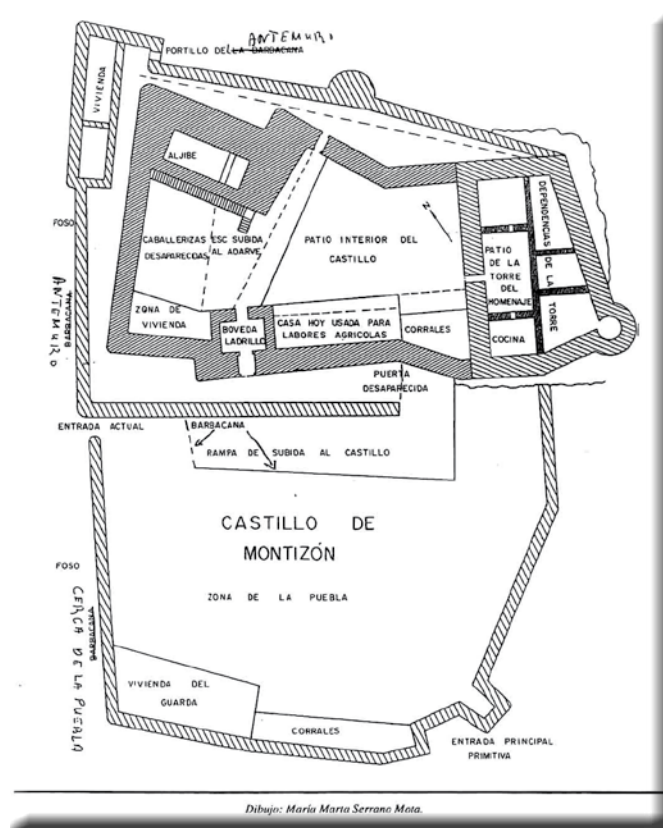 ANTEMURO
PORTILLO DE LA BARBACANA
VIVIENDA
ALJIBE
FOSO
CABALLERIZAS
DESAPARECIDAS
ESC SUBIDA
AL ADARVE
PATIO INTERIOR DEL
CASTILLO
N
DEPENDENCIAS DE LA TORRE
PATIO
DE LA
TORRE
DEL
HOMENAJE
ANTEMURO
BARBACANA
ZONA DE
VIVIENDA
BOVEDA
LADRILLO
CASA HOY USADA PARA
LABORES AGRICOLAS
CORRALES
COCINA
PUERTA
DESAPARECIDA
ENTRADA ACTUAL
BARBACANA
RAMPA DE SUBIDA AL CASTILLO
CASTILLO DE
MONTIZÓN
FOSO
ZONA DE LA PUEBLA
CERCA DE LA PUEBLA
BARBACANA
VIVIENDA DEL
GUARDA
CORRALES
ENTRADA PRINCIPAL
PRIMITIVA
Dibujo: María Marta Serrano Mota.